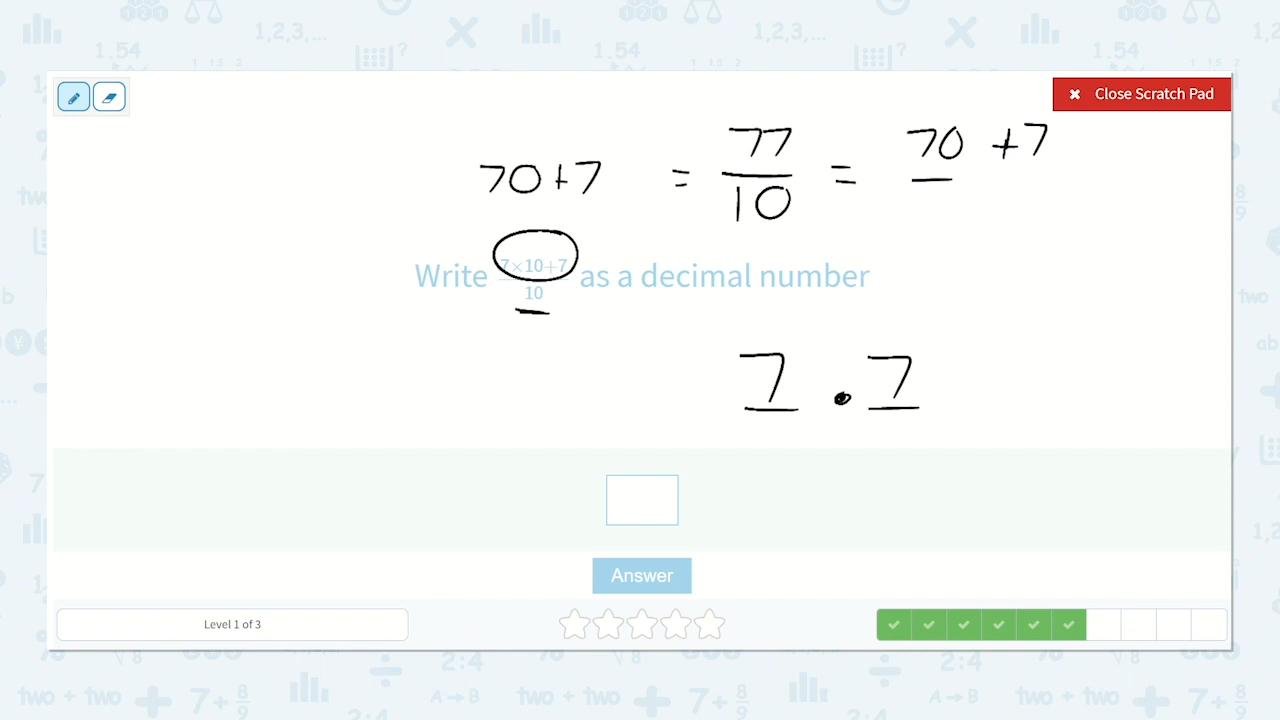 ✖ Close Scratch Pad
70+7 = 77/10 = 70 +7
Write (7×10+7)/10 as a decimal number
7 . 7
Answer
Level 1 of 3